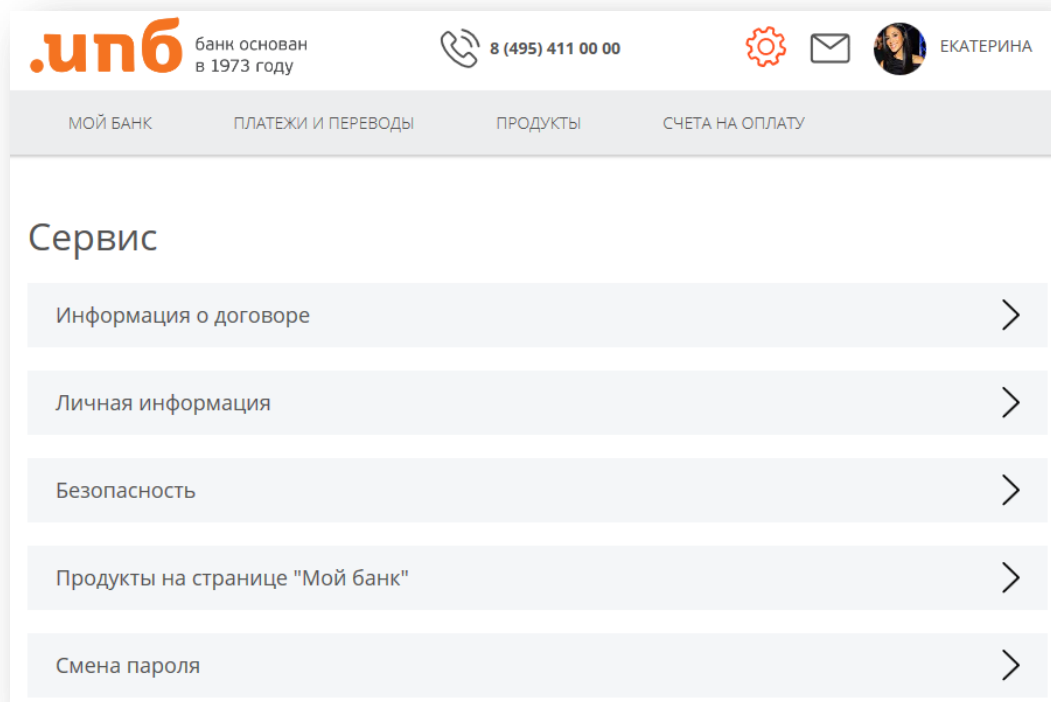 .ипб
банк основан
в 1973 году
8 (495) 411 00 00
ЕКАТЕРИНА
МОЙ БАНК
ПЛАТЕЖИ И ПЕРЕВОДЫ
ПРОДУКТЫ
СЧЕТА НА ОПЛАТУ
Сервис
Информация о договоре
Личная информация
Безопасность
Продукты на странице "Мой банк"
Смена пароля